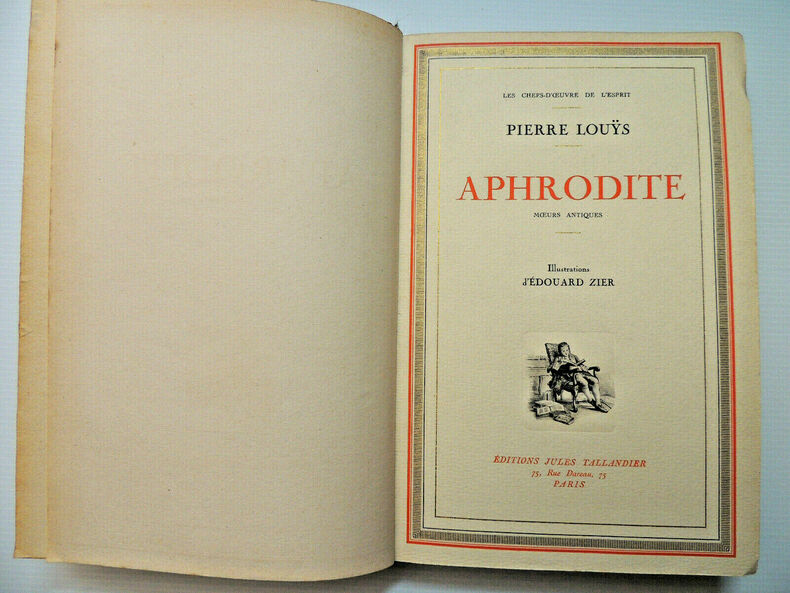 LES CHEFS-D'ŒUVRE DE L'ESPRIT
PIERRE LOUŸS
APHRODITE
MŒURS ANTIQUES
Illustrations
d'ÉDOUARD ZIER
ÉDITIONS JULES TALLANDIER
75, Rue Dareau, 75
PARIS